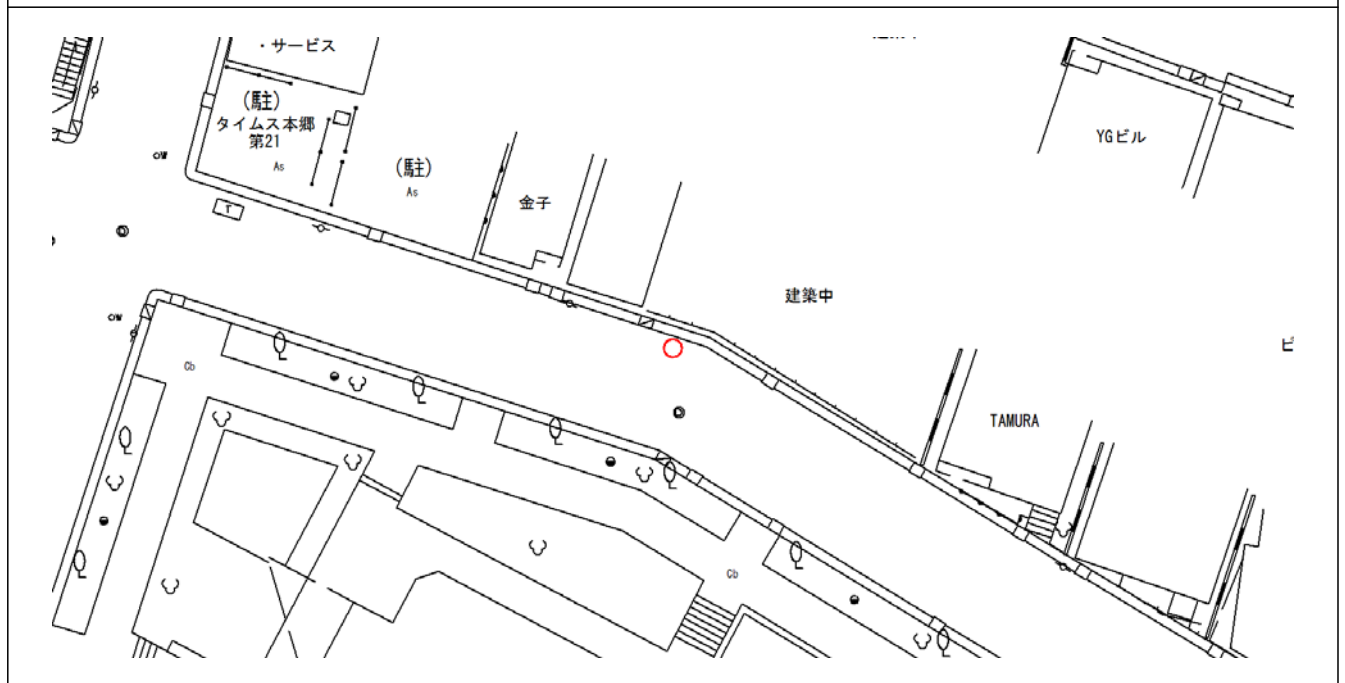 ・サービス
(駐)
タイムス本郷
第21
As
(駐)
As
金子
YGビル
建築中
TAMURA
Cb
Cb
T